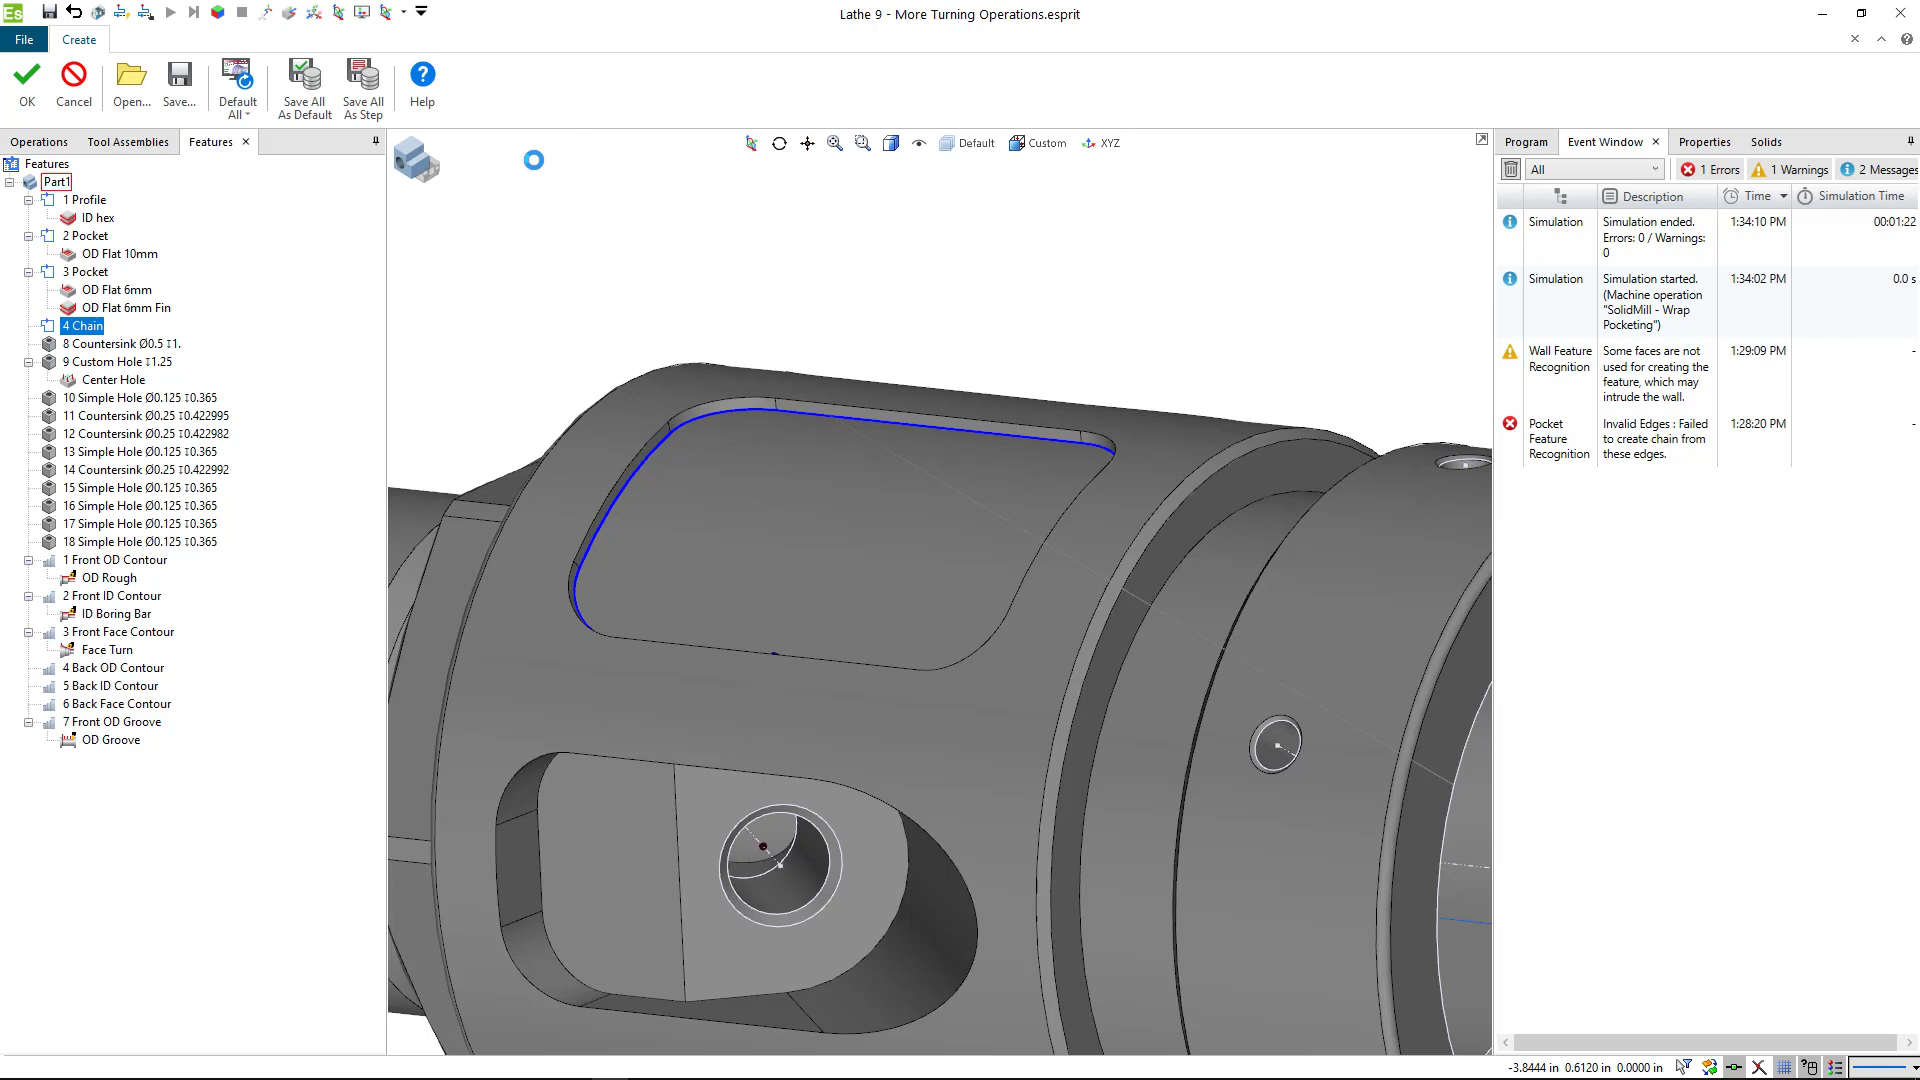 Es
Lathe 9 - More Turning Operations.esprit
File
Create
OK
Cancel
Open...
Save...
Default
All
Save All
As Default
Save All
As Step
Help
Operations
Tool Assemblies
Features
Default
Custom
XYZ
Program
Event Window
Properties
Solids
All
1 Errors
1 Warnings
2 Messages
Features
Part1
1 Profile
ID hex
2 Pocket
OD Flat 10mm
3 Pocket
OD Flat 6mm
OD Flat 6mm Fin
4 Chain
8 Countersink Ø0.5 ↧1.
9 Custom Hole ↧1.25
Center Hole
10 Simple Hole Ø0.125 ↧0.365
11 Countersink Ø0.25 ↧0.422995
12 Countersink Ø0.25 ↧0.422982
13 Simple Hole Ø0.125 ↧0.365
14 Countersink Ø0.25 ↧0.422992
15 Simple Hole Ø0.125 ↧0.365
16 Simple Hole Ø0.125 ↧0.365
17 Simple Hole Ø0.125 ↧0.365
18 Simple Hole Ø0.125 ↧0.365
1 Front OD Contour
OD Rough
2 Front ID Contour
ID Boring Bar
3 Front Face Contour
Face Turn
4 Back OD Contour
5 Back ID Contour
6 Back Face Contour
7 Front OD Groove
OD Groove
Description
Time
Simulation Time
Simulation
Simulation ended.
Errors: 0 / Warnings:
0
1:34:10 PM
00:01:22
Simulation
Simulation started.
(Machine operation
"SolidMill - Wrap
Pocketing")
1:34:02 PM
0.0 s
Wall Feature
Recognition
Some faces are not
used for creating the
feature, which may
intrude the wall.
1:29:09 PM
-
Pocket
Feature
Recognition
Invalid Edges : Failed
to create chain from
these edges.
1:28:20 PM
-
-3.8444 in 0.6120 in 0.0000 in